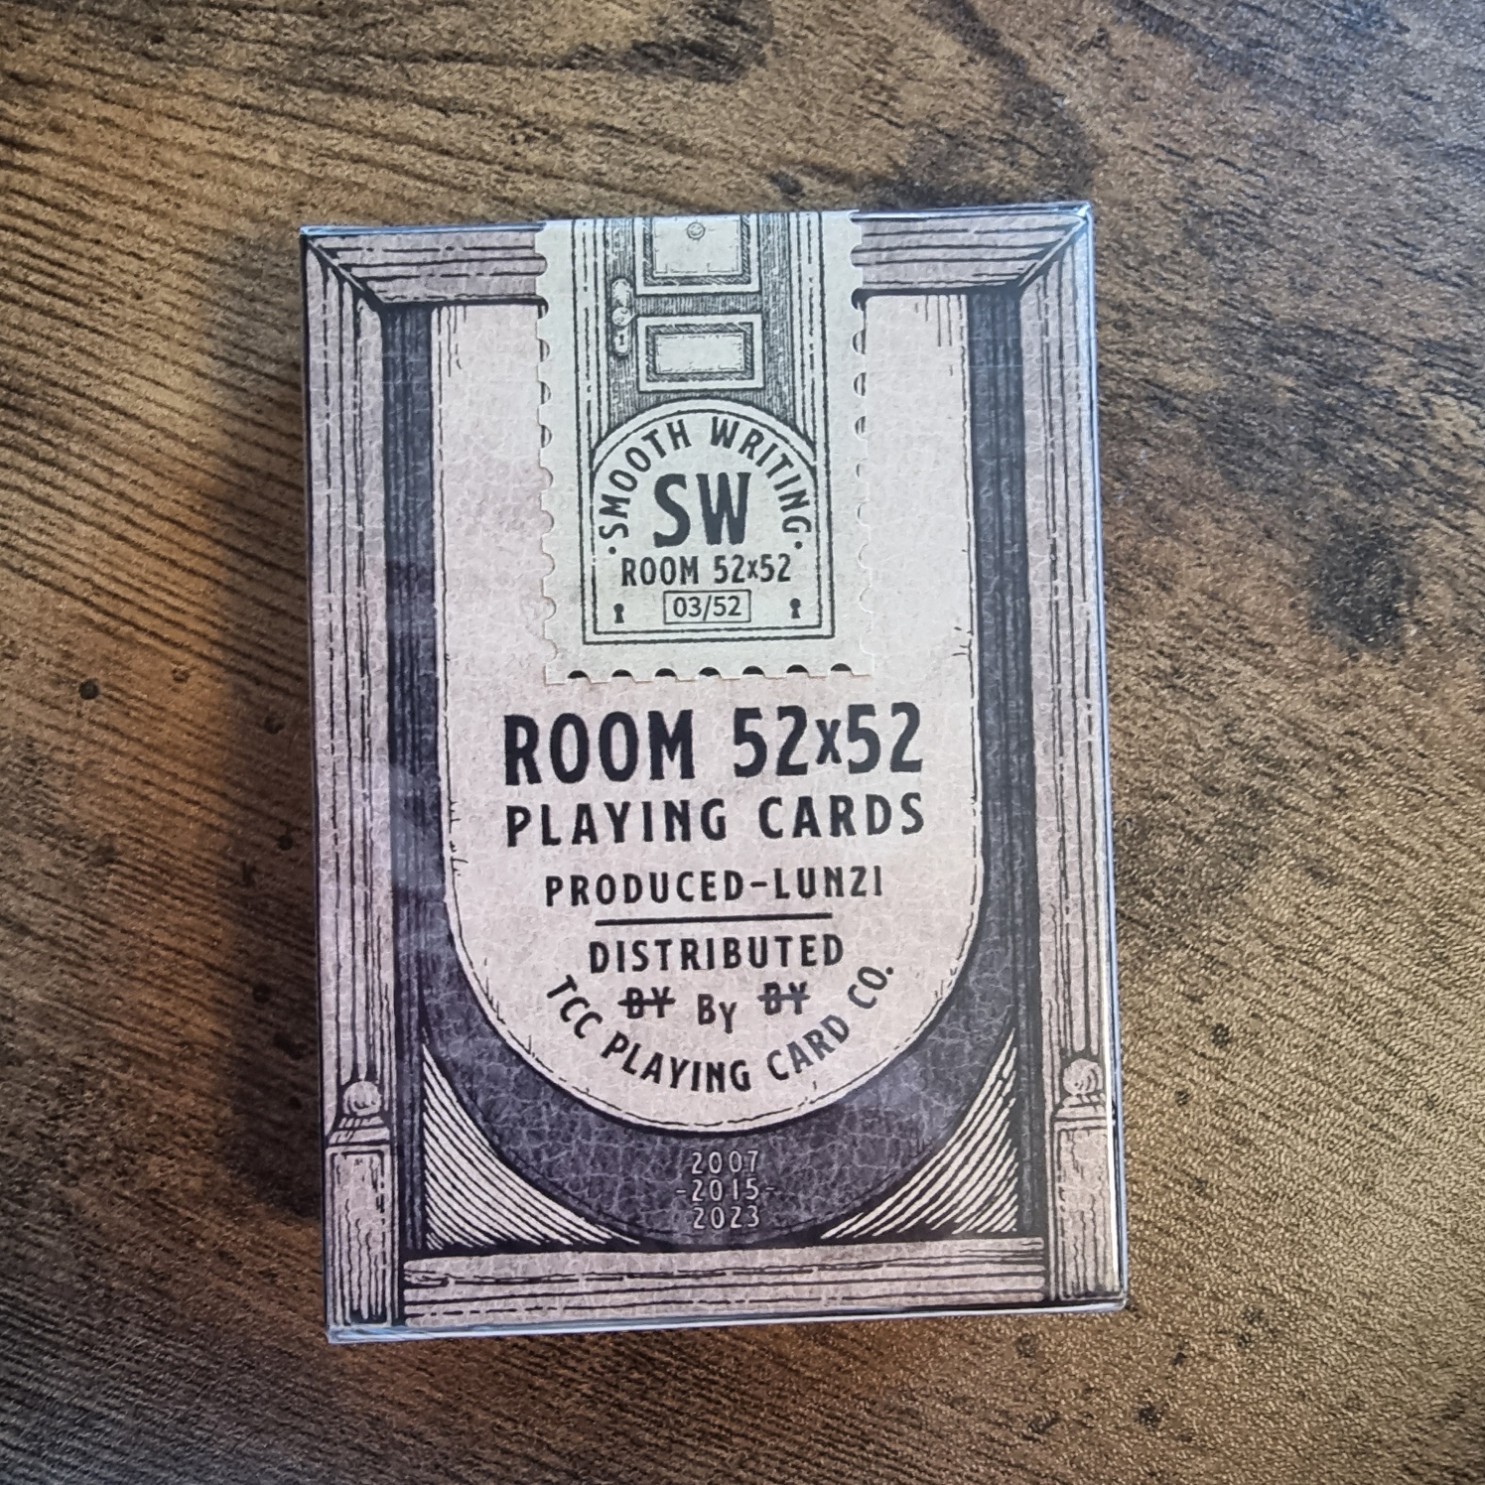 ·SMOOTH WRITING·
SW
ROOM 52x52
03/52
ROOM 52x52
PLAYING CARDS
PRODUCED-LUNZI
DISTRIBUTED
BY By BY
TCC PLAYING CARD CO.
2007
-2015-
2023